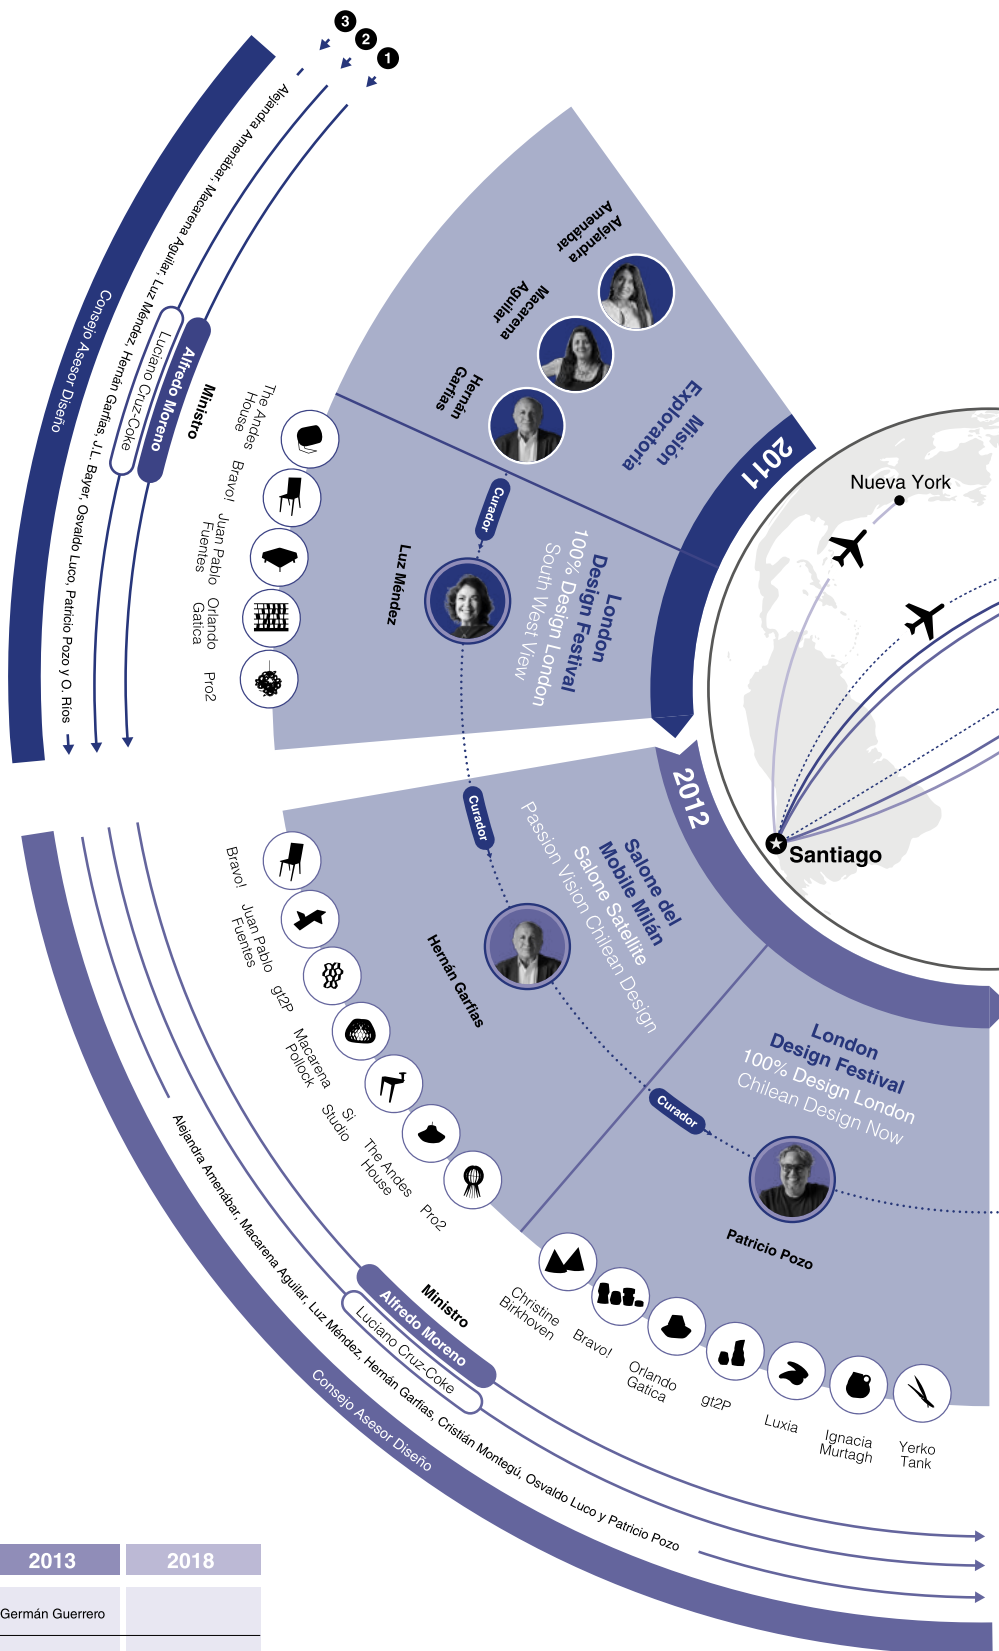 3
2
1
Alejandra Amenábar, Macarena Aguilar, Luz Méndez, Hernán Garfias, J.L. Bayer, Osvaldo Luco, Patricio Pozo y O. Ríos
Consejo Asesor Diseño
Luciano Cruz-Coke
Alfredo Moreno
Ministro
Alejandra
Amenábar
Macarena
Aguilar
Hernán
Garfias
Misión
Exploratoria
2011
Nueva York
Santiago
The Andes
House
Bravo!
Juan Pablo
Fuentes
Orlando
Gatica
Pro2
Curador
Luz Méndez
London
Design Festival
100% Design London
South West View
2012
Curador
Salone del
Mobile Milán
Salone Satellite
Passion Vision Chilean Design
Hernán Garfias
Bravo!
Juan Pablo
Fuentes
gt2P
Macarena
Pollock
Si
Studio
The Andes
House
Pro2
London
Design Festival
100% Design London
Chilean Design Now
Curador
Patricio Pozo
Christine
Birkhoven
Bravo!
Orlando
Gatica
gt2P
Luxia
Ignacia
Murtagh
Yerko
Tank
Ministro
Alfredo Moreno
Luciano Cruz-Coke
Alejandra Amenábar, Macarena Aguilar, Luz Méndez, Hernán Garfias, Cristián Montegú, Osvaldo Luco y Patricio Pozo
Consejo Asesor Diseño
2013
2018
Germán Guerrero